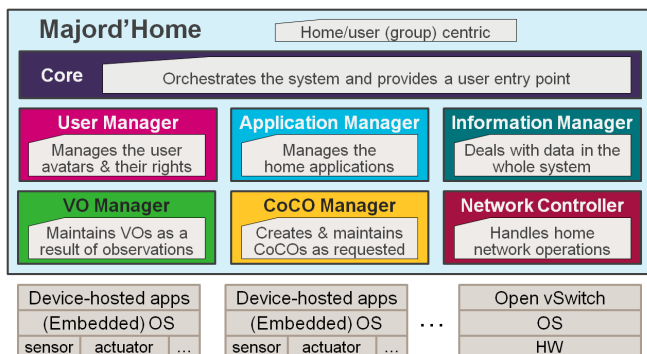 Majord'Home
Home/user (group) centric
Core
Orchestrates the system and provides a user entry point
User Manager
Manages the user
avatars & their rights
Application Manager
Manages the
home applications
Information Manager
Deals with data in the
whole system
VO Manager
Maintains VOs as a
result of observations
CoCO Manager
Creates & maintains
CoCOs as requested
Network Controller
Handles home
network operations
Device-hosted apps
(Embedded) OS
sensor actuator ...
Device-hosted apps
(Embedded) OS
sensor actuator ...
...
Open vSwitch
OS
HW